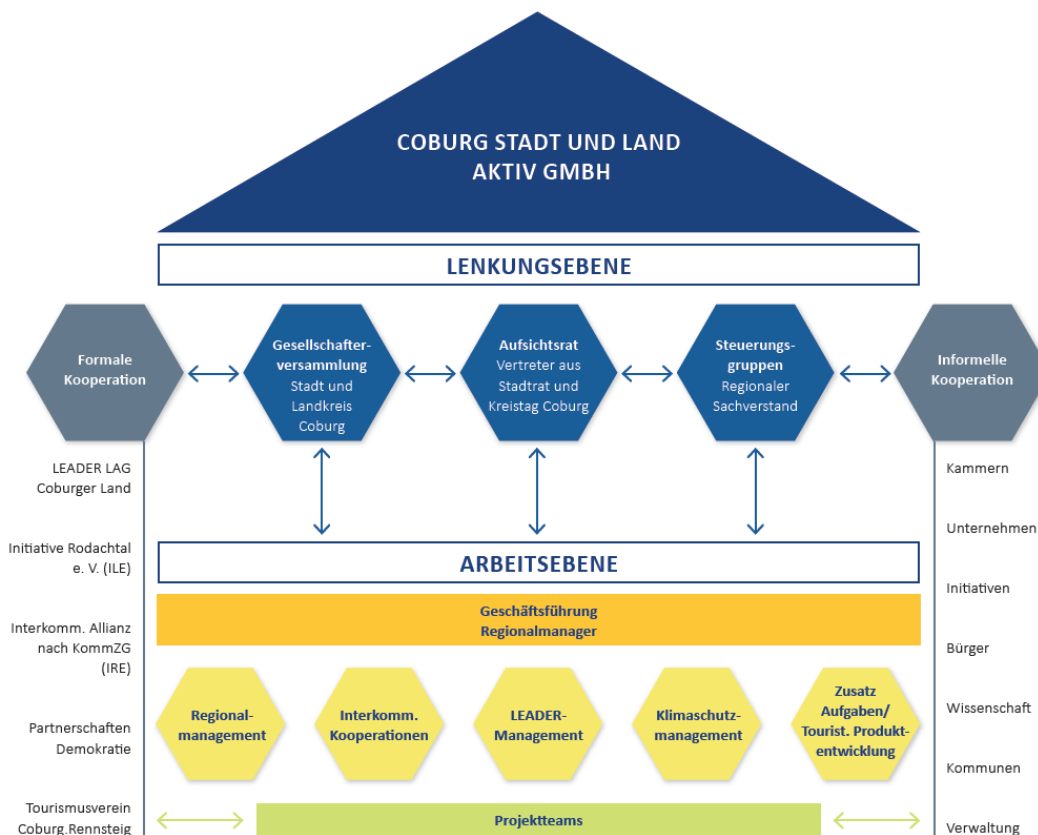 COBURG STADT UND LAND
AKTIV GMBH
LENKUNGSEBENE
Formale
Kooperation
Gesellschafter-
versammlung
Stadt und
Landkreis
Coburg
Aufsichtsrat
Vertreter aus
Stadtrat und
Kreistag Coburg
Steuerungs-
gruppen
Regionaler
Sachverstand
Informelle
Kooperation
LEADER LAG
Coburger Land
Initiative Rodachtal
e. V. (ILE)
Interkomm. Allianz
nach KommZG
(IRE)
Partnerschaften
Demokratie
Tourismusverein
Coburg.Rennsteig
ARBEITSEBENE
Geschäftsführung
Regionalmanager
Regional-
management
Interkomm.
Kooperationen
LEADER-
Management
Klimaschutz-
management
Zusatz
Aufgaben/
Tourist. Produkt-
entwicklung
Projektteams
Kammern
Unternehmen
Initiativen
Bürger
Wissenschaft
Kommunen
Verwaltung